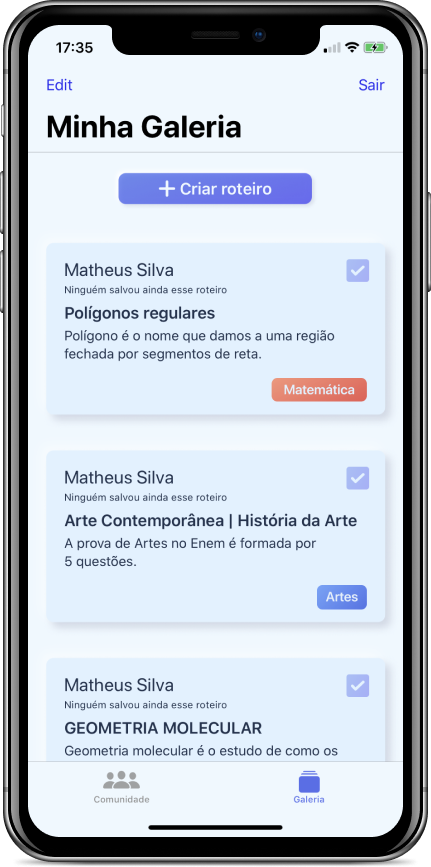 17:35
Edit
Sair
Minha Galeria
+ Criar roteiro
Matheus Silva
Ninguém salvou ainda esse roteiro
Polígonos regulares
Polígono é o nome que damos a uma região
fechada por segmentos de reta.
Matemática
Matheus Silva
Ninguém salvou ainda esse roteiro
Arte Contemporânea | História da Arte
A prova de Artes no Enem é formada por
5 questões.
Artes
Matheus Silva
Ninguém salvou ainda esse roteiro
GEOMETRIA MOLECULAR
Geometria molecular é o estudo de como os
Comunidade
Galeria